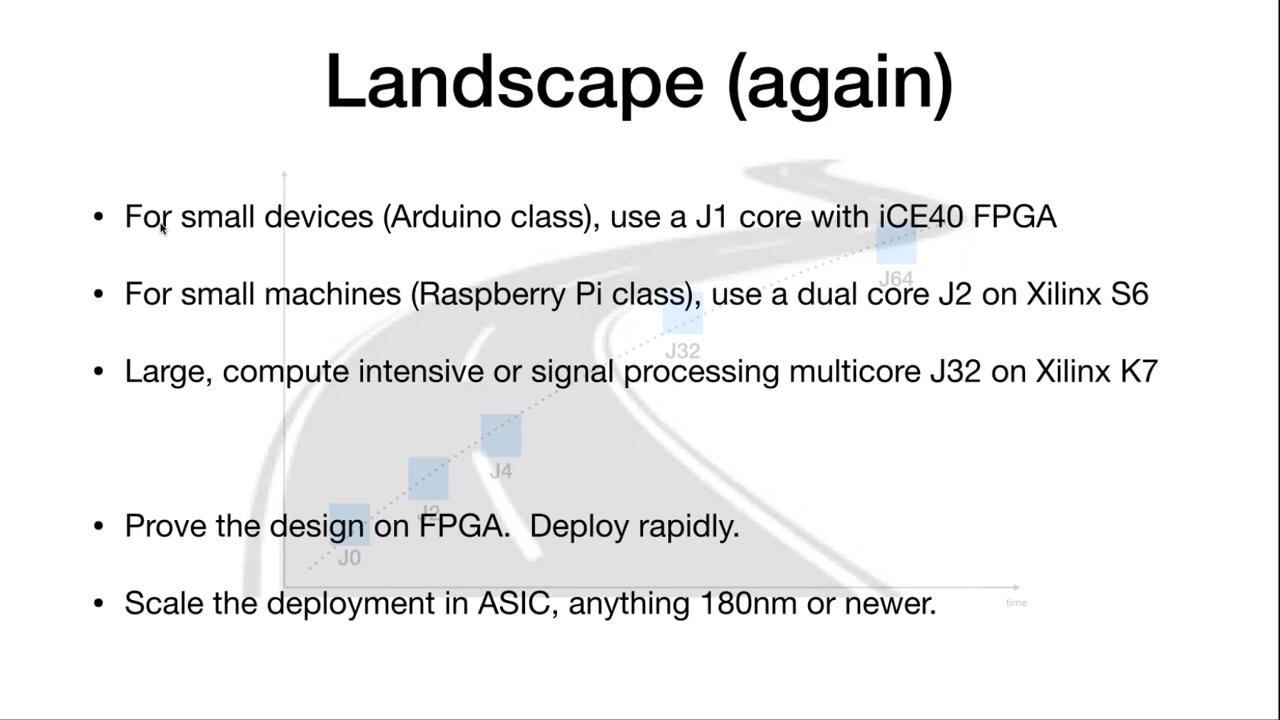 Landscape (again)
• For small devices (Arduino class), use a J1 core with iCE40 FPGA
J64
• For small machines (Raspberry Pi class), use a dual core J2 on Xilinx S6
J32
• Large, compute intensive or signal processing multicore J32 on Xilinx K7
J4
J2
• Prove the design on FPGA.  Deploy rapidly.
J0
• Scale the deployment in ASIC, anything 180nm or newer.
time